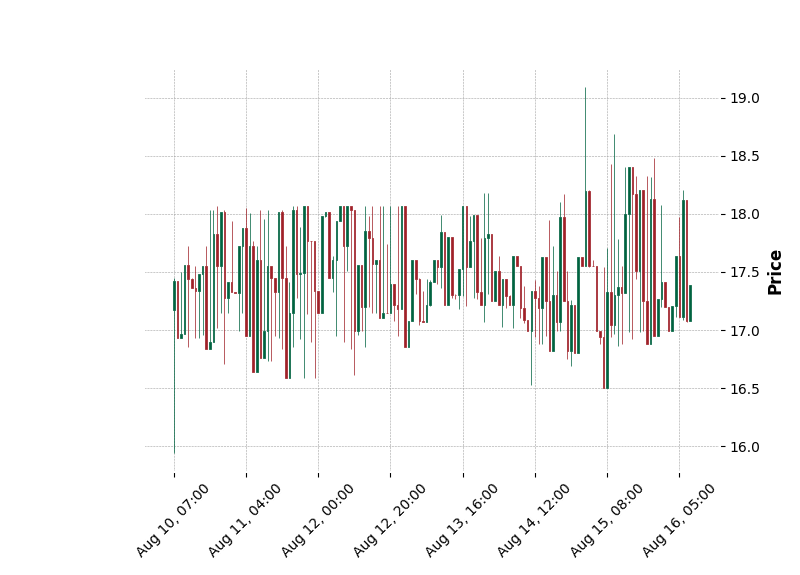 19.0
18.5
18.0
17.5
17.0
16.5
16.0
Price
Aug 10, 07:00
Aug 11, 04:00
Aug 12, 00:00
Aug 12, 20:00
Aug 13, 16:00
Aug 14, 12:00
Aug 15, 08:00
Aug 16, 05:00